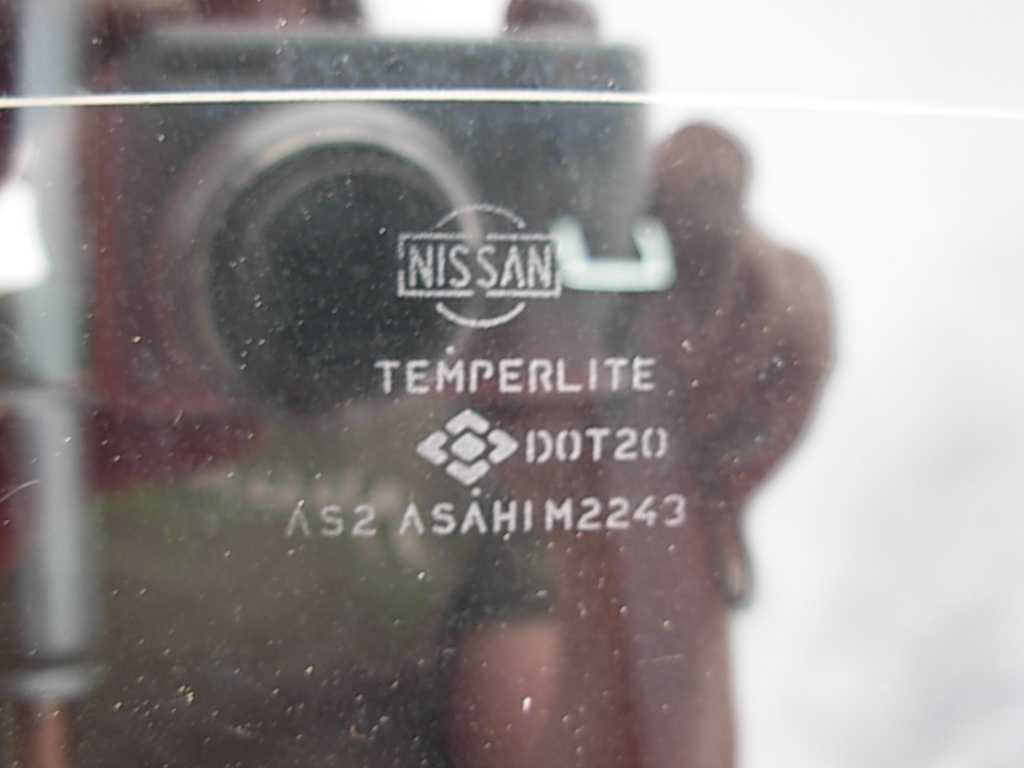 NISSAN
TEMPERLITE
DOT20
AS2 ASAHI M2243